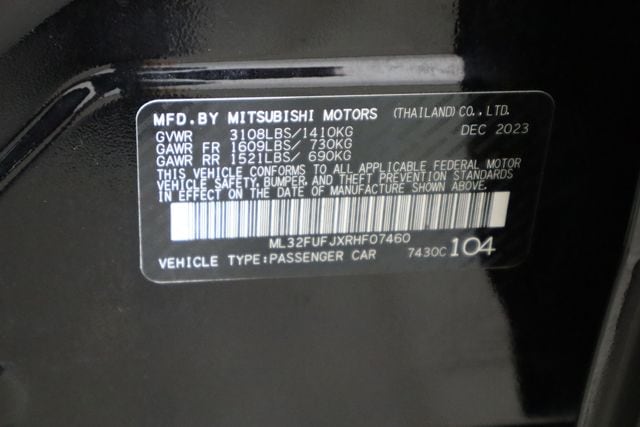 MFD.BY MITSUBISHI MOTORS (THAILAND) CO., LTD.
GVWR 3108LBS/1410KG DEC 2023
GAWR FR 1609LBS/ 730KG
GAWR RR 1521LBS/ 690KG
THIS VEHICLE CONFORMS TO ALL APPLICABLE FEDERAL MOTOR
VEHICLE SAFETY, BUMPER, AND THEFT PREVENTION STANDARDS
IN EFFECT ON THE DATE OF MANUFACTURE SHOWN ABOVE.
ML32FUFJXRHF07460
VEHICLE TYPE:PASSENGER CAR 7430C 104